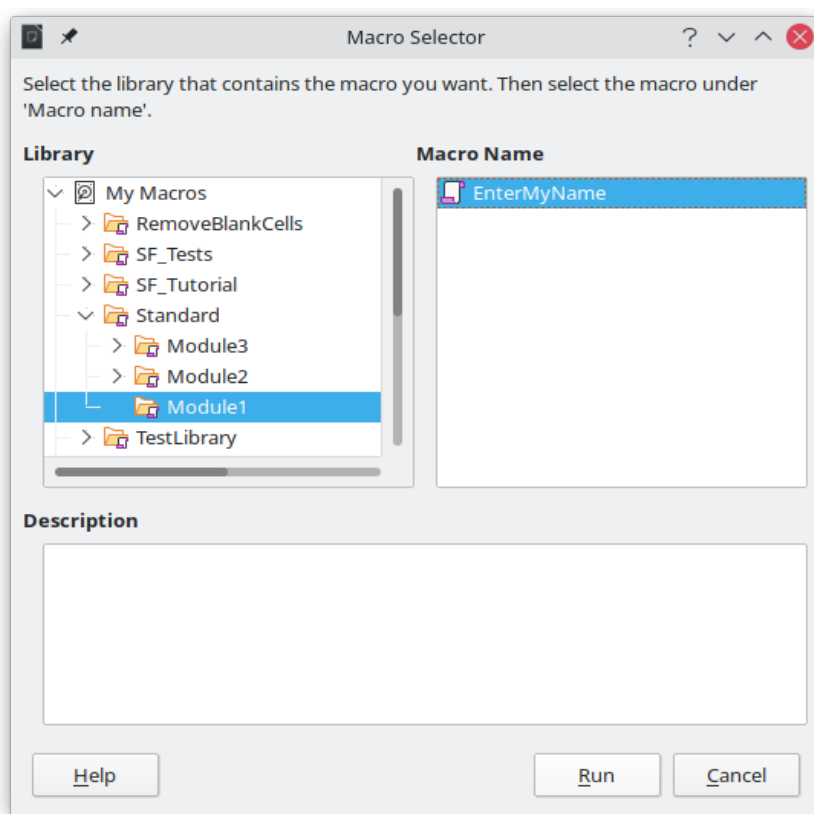 Macro Selector
?
Select the library that contains the macro you want. Then select the macro under
'Macro name'.
Library
Macro Name
My Macros
RemoveBlankCells
SF_Tests
SF_Tutorial
Standard
Module3
Module2
Module1
TestLibrary
EnterMyName
Description
Help
Run
Cancel